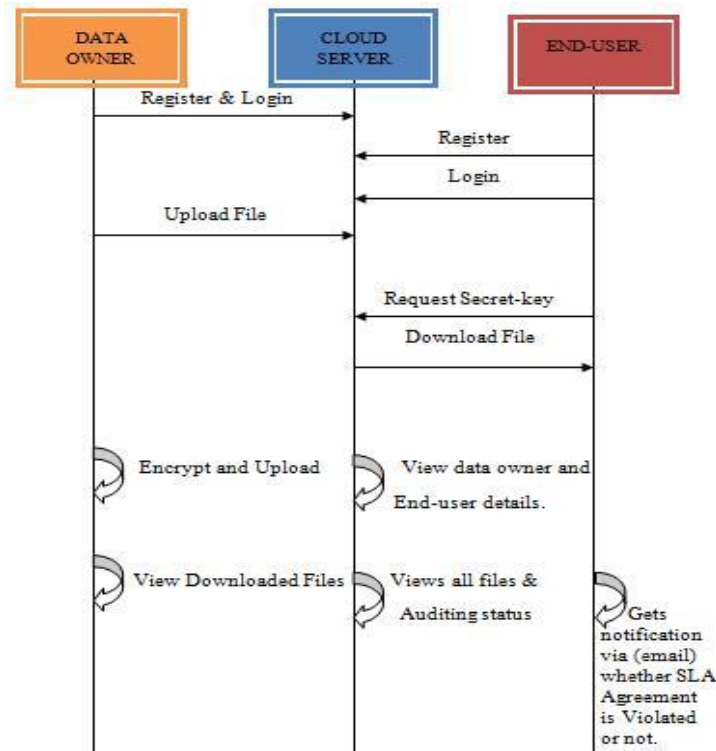 DATA
OWNER
CLOUD
SERVER
END-USER
Register & Login
Register
Login
Upload File
Request Secret-key
Download File
Encrypt and Upload
View data owner and
End-user details.
View Downloaded Files
Views all files &
Auditing status
Gets
notification
via (email)
whether SLA
Agreement
is Violated
or not.